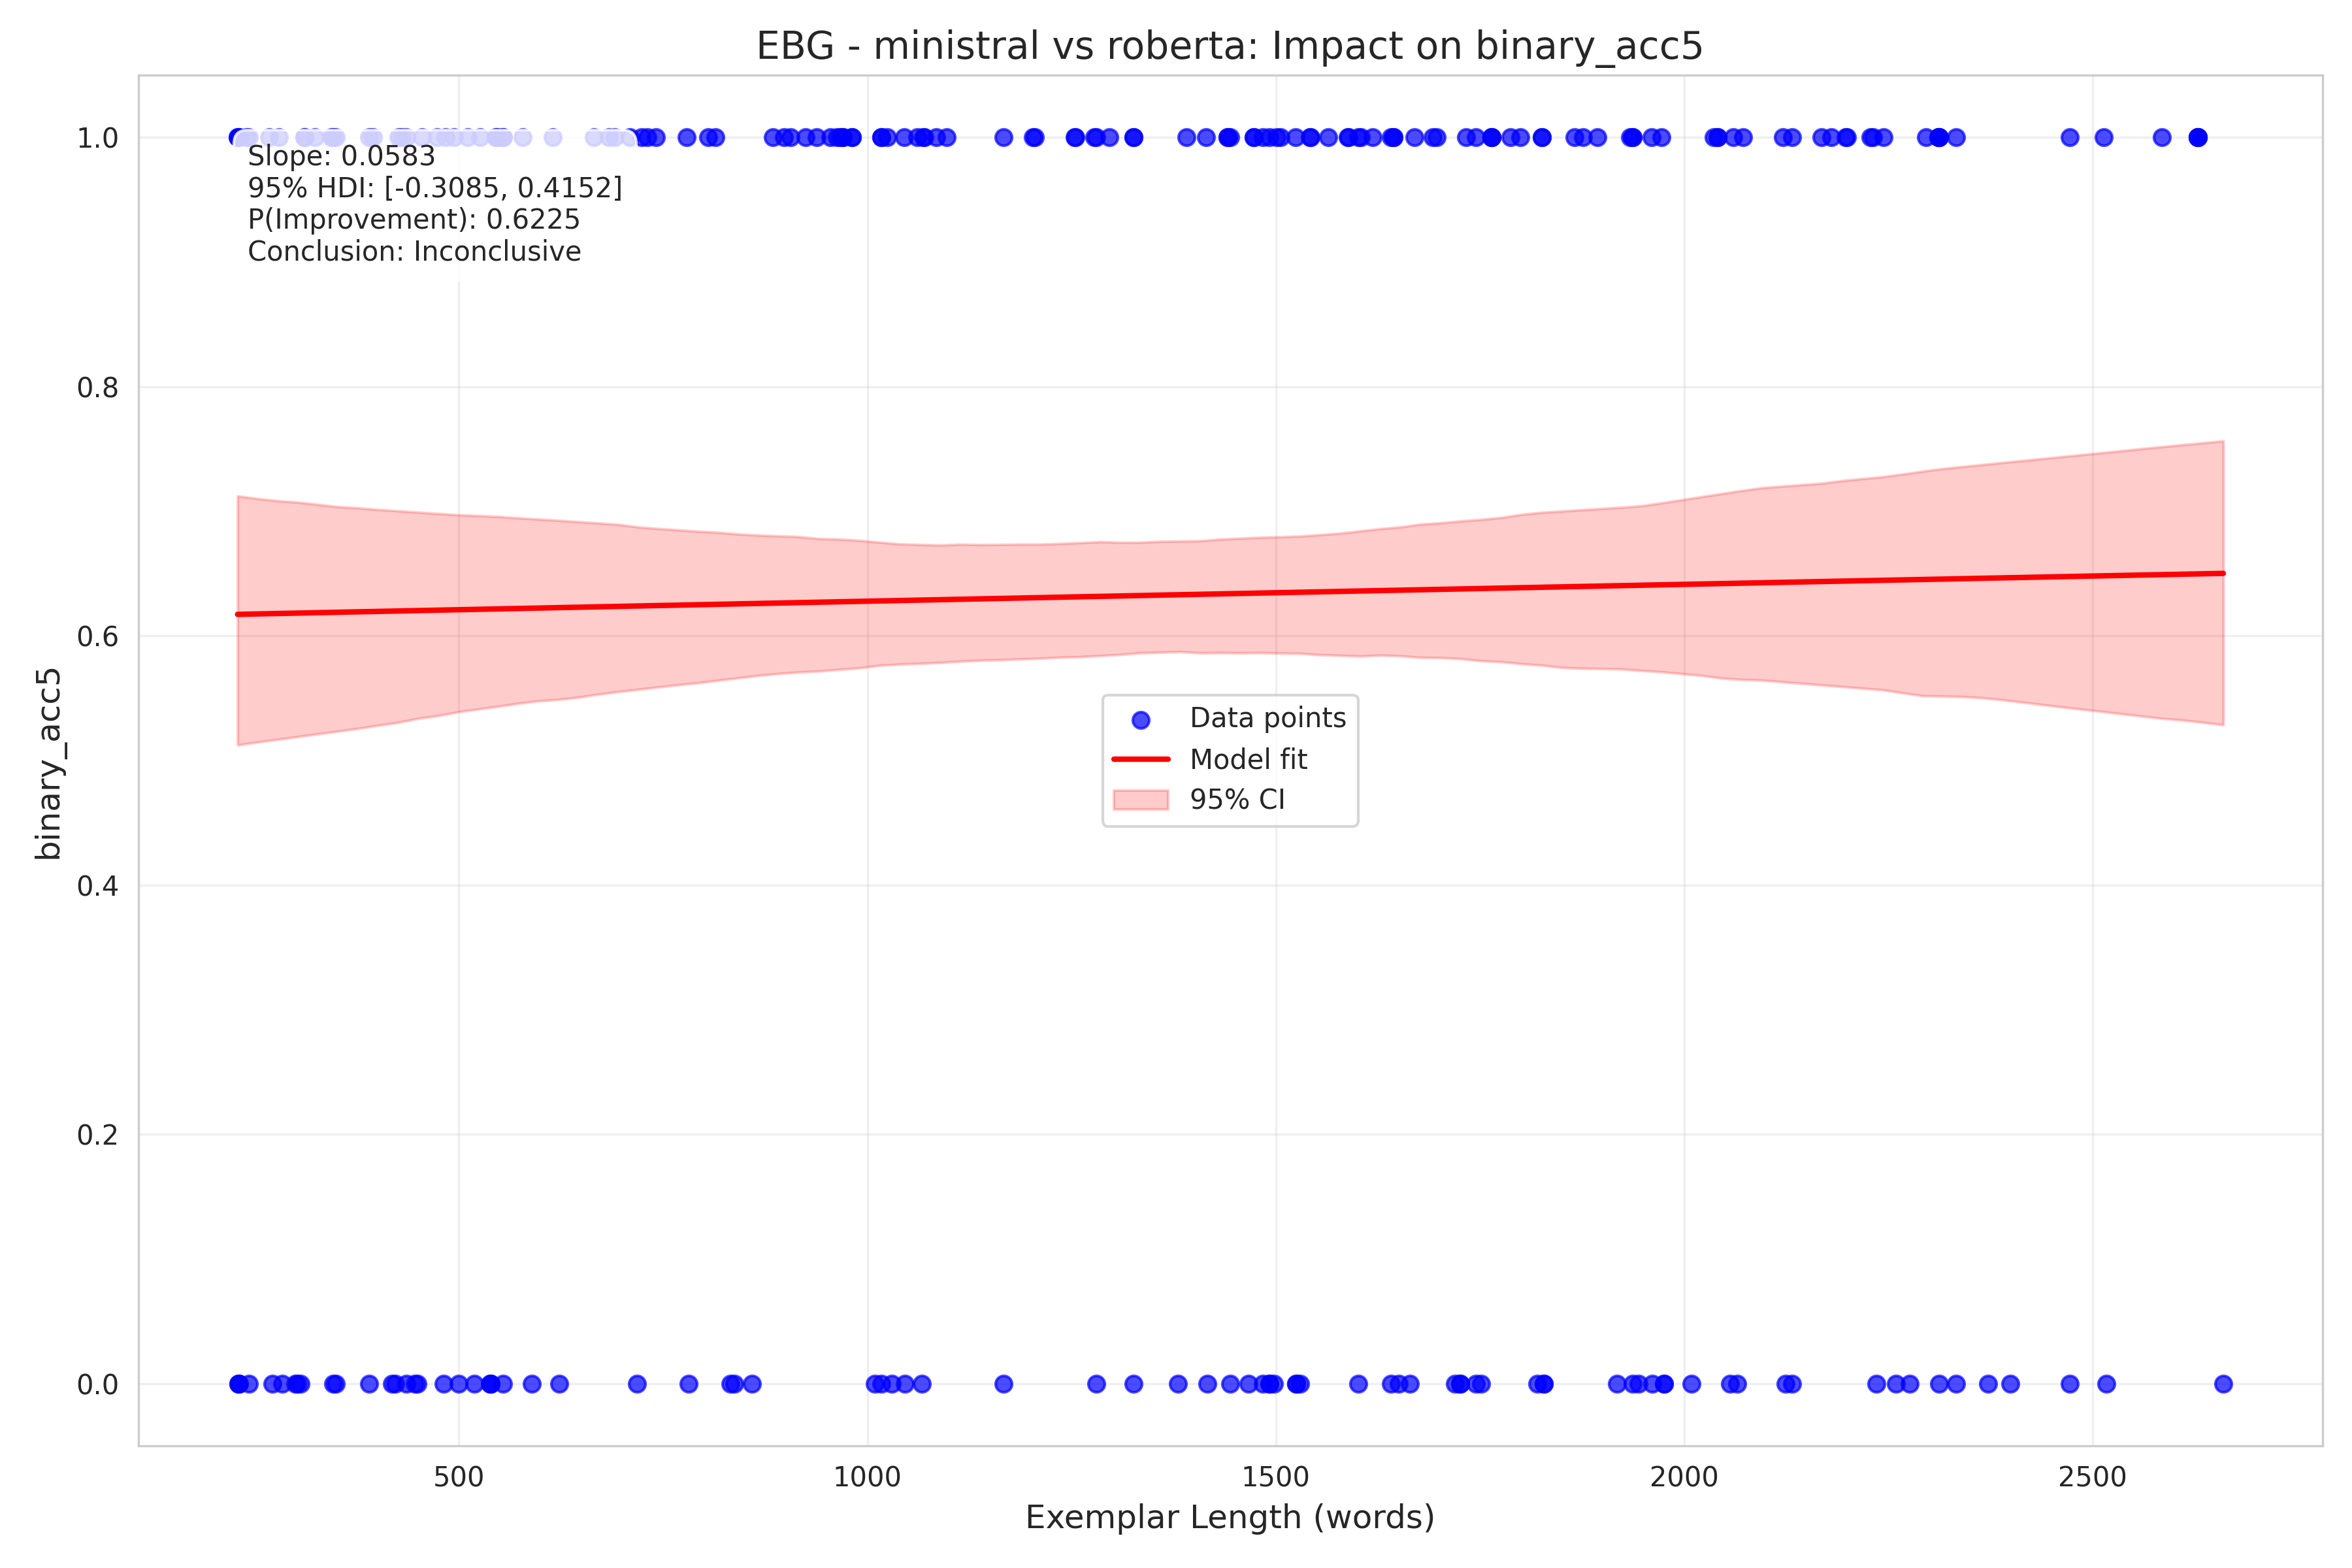 EBG - ministral vs roberta: Impact on binary_acc5
1.0
0.8
0.6
0.4
0.2
0.0
binary_acc5
Slope: 0.0583
95% HDI: [-0.3085, 0.4152]
P(Improvement): 0.6225
Conclusion: Inconclusive
Data points
Model fit
95% CI
500 1000 1500 2000 2500
Exemplar Length (words)